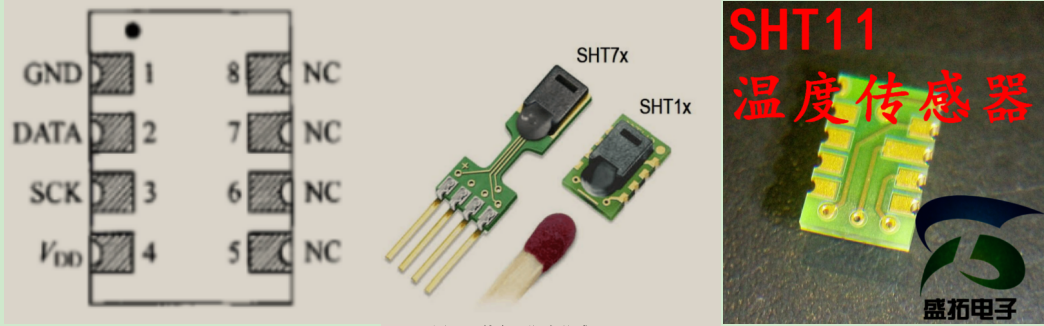 GND 1 8 NC
DATA 2 7 NC
SCK 3 6 NC
VDD 4 5 NC
SHT7x
SHT1x
SHT11
温度传感器
盛拓电子